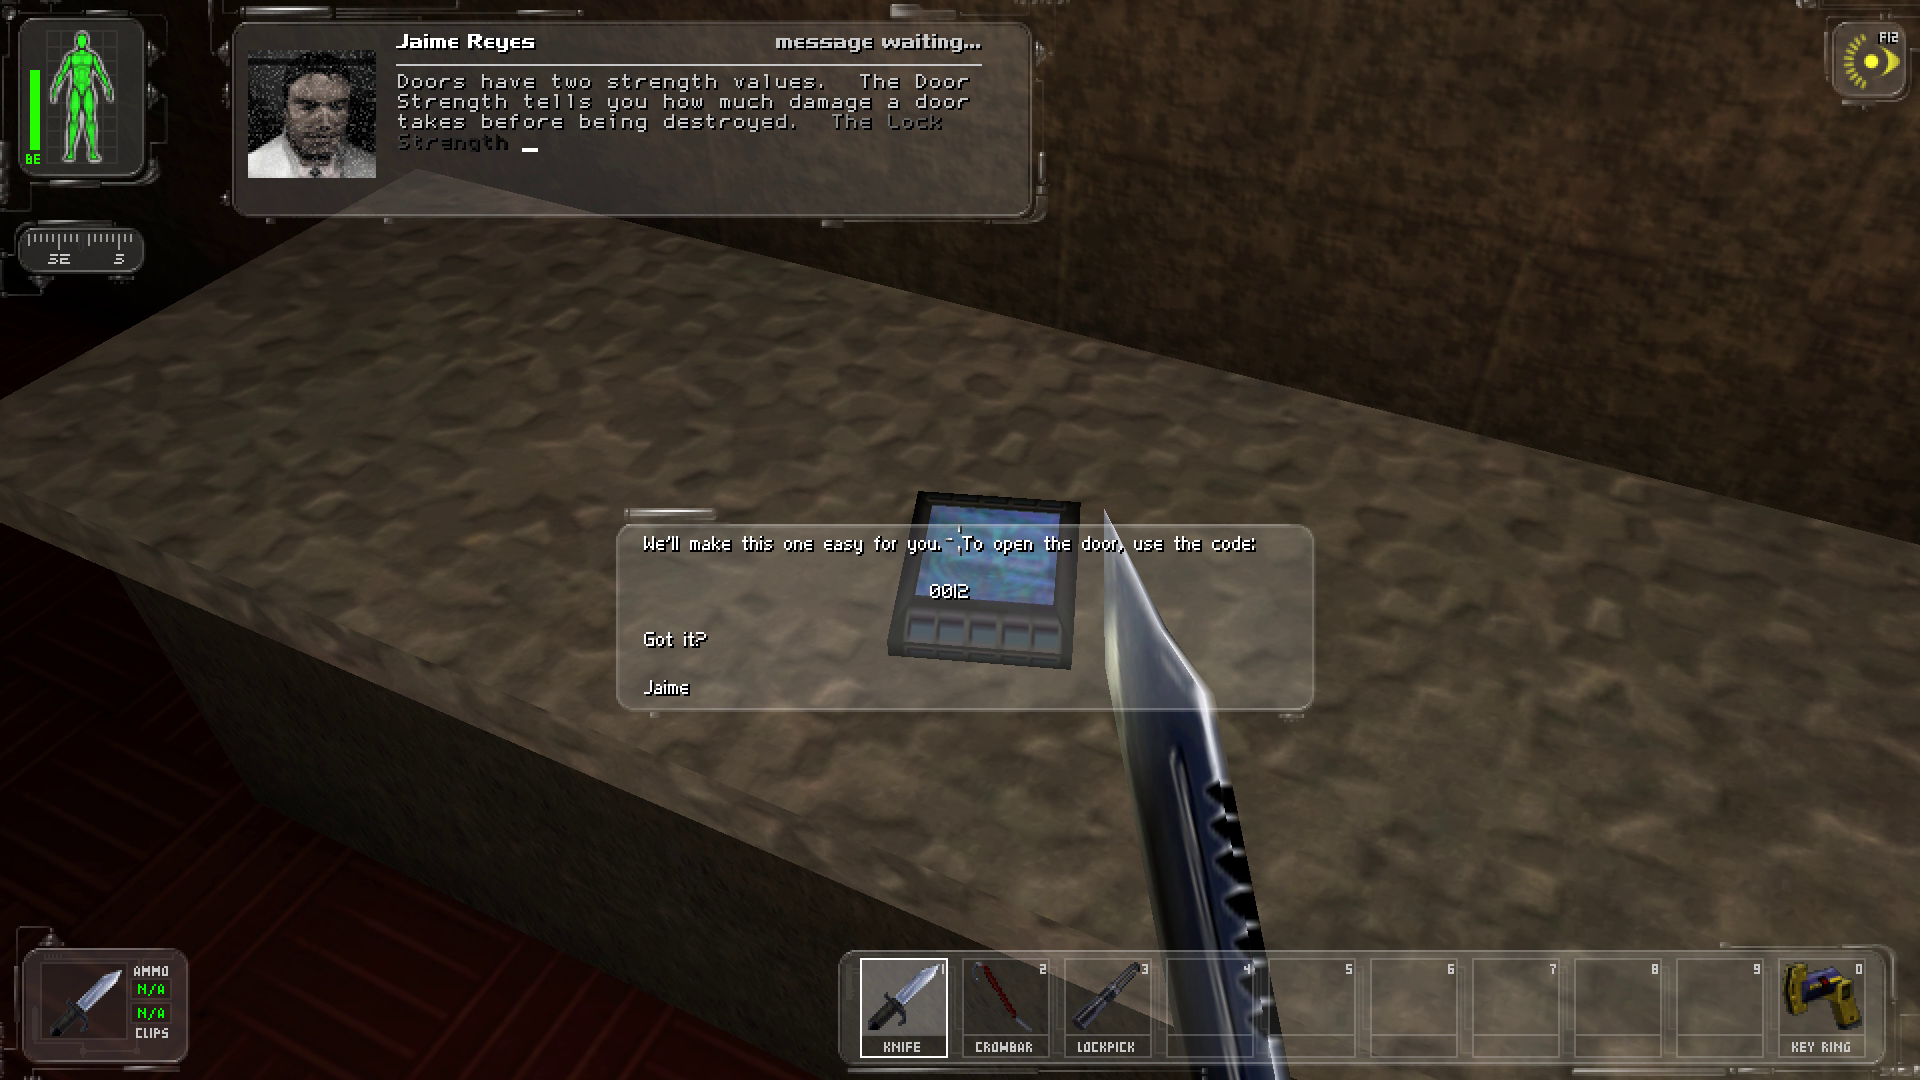 Jaime Reyes message waiting...
Doors have two strength values. The Door
Strength tells you how much damage a door
takes before being destroyed. The Lock
Strength _
F12
BE
SE S
We'll make this one easy for you. To open the door, use the code:
0012
Got it?
Jaime
AMMO
N/A
N/A
CLIPS
1 2 3 4 5 6 7 8 9 0
KNIFE CROWBAR LOCKPICK KEY RING